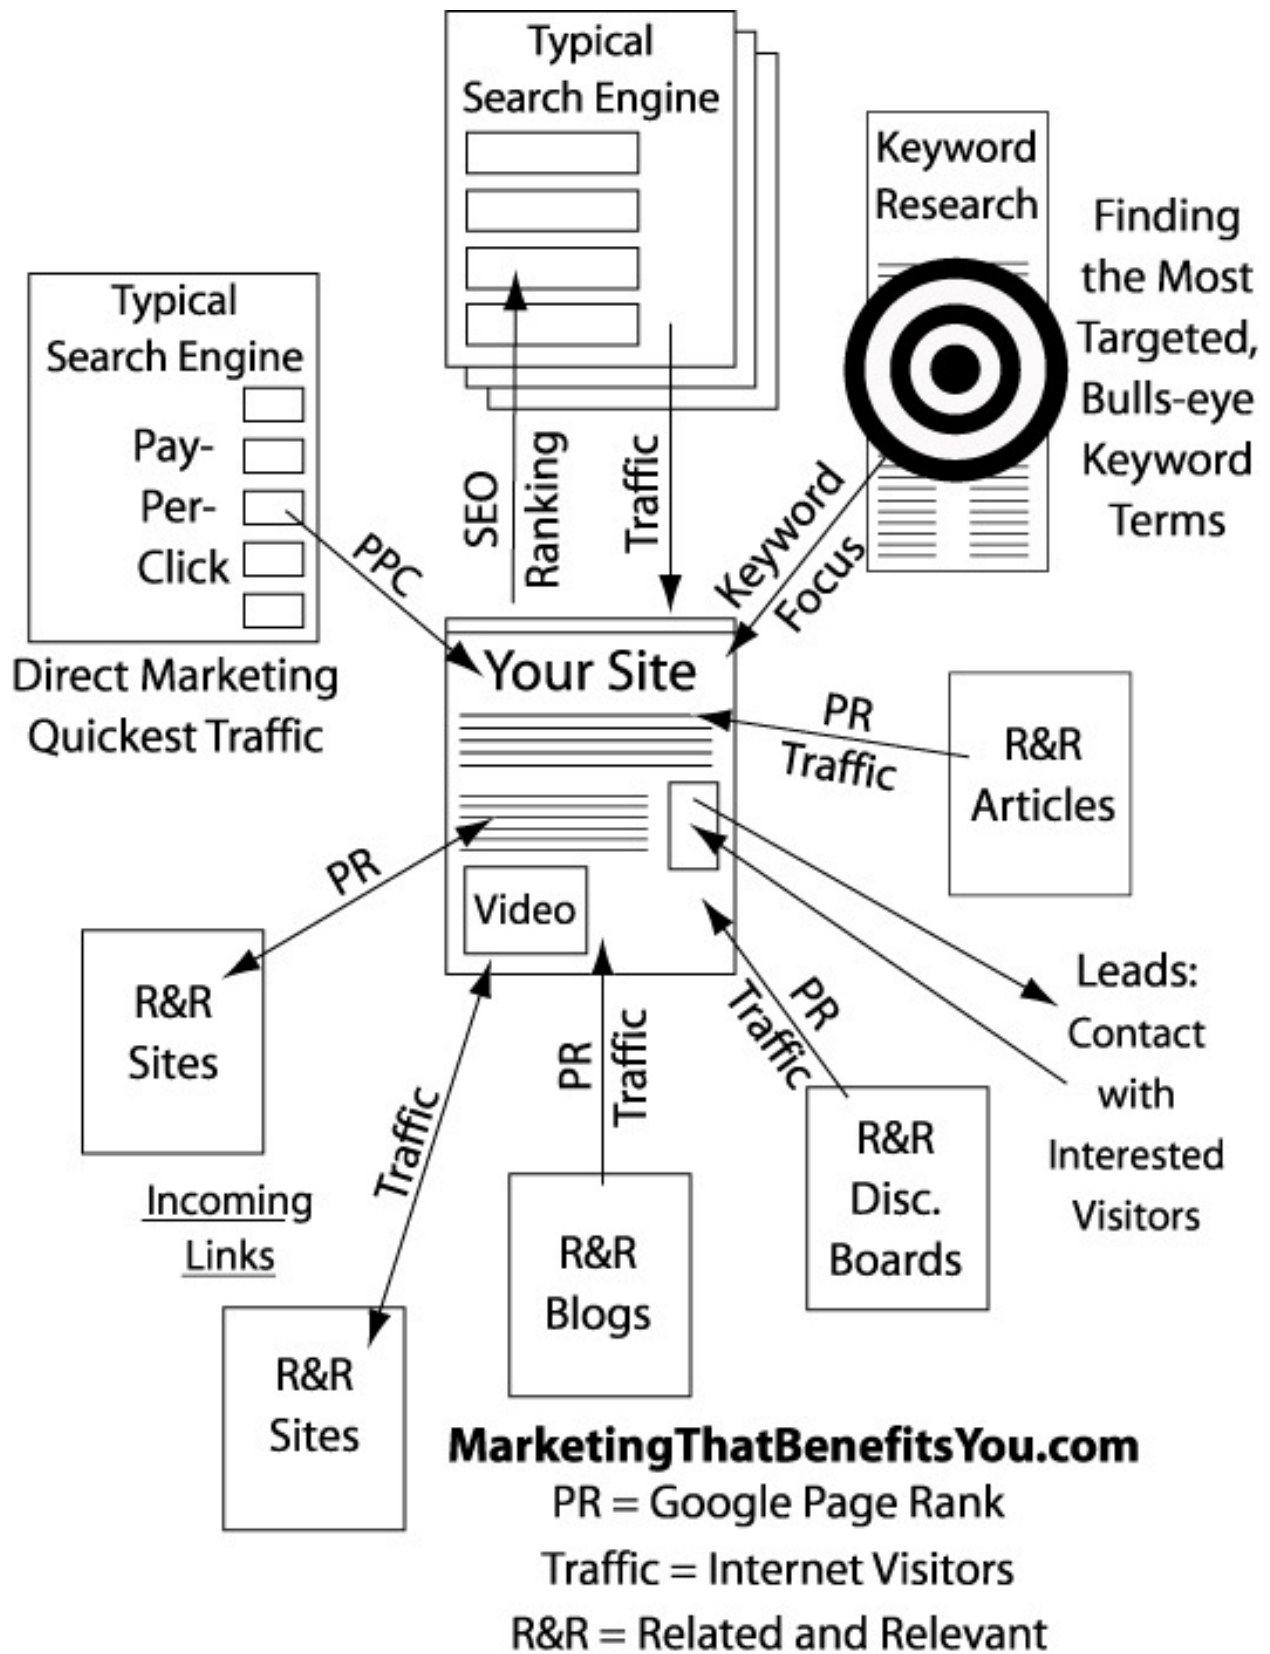 Typical
Search Engine
Keyword
Research
Finding
the Most
Targeted,
Bulls-eye
Keyword
Terms
Typical
Search Engine
Pay-
Per-
Click
Direct Marketing
Quickest Traffic
PPC
SEO
Ranking
Traffic
Keyword
Focus
Your Site
PR
Traffic
R&R
Articles
Video
PR
R&R
Sites
Incoming
Links
Traffic
R&R
Sites
PR
Traffic
R&R
Blogs
PR
Traffic
R&R
Disc.
Boards
Leads:
Contact
with
Interested
Visitors
MarketingThatBenefitsYou.com
PR = Google Page Rank
Traffic = Internet Visitors
R&R = Related and Relevant